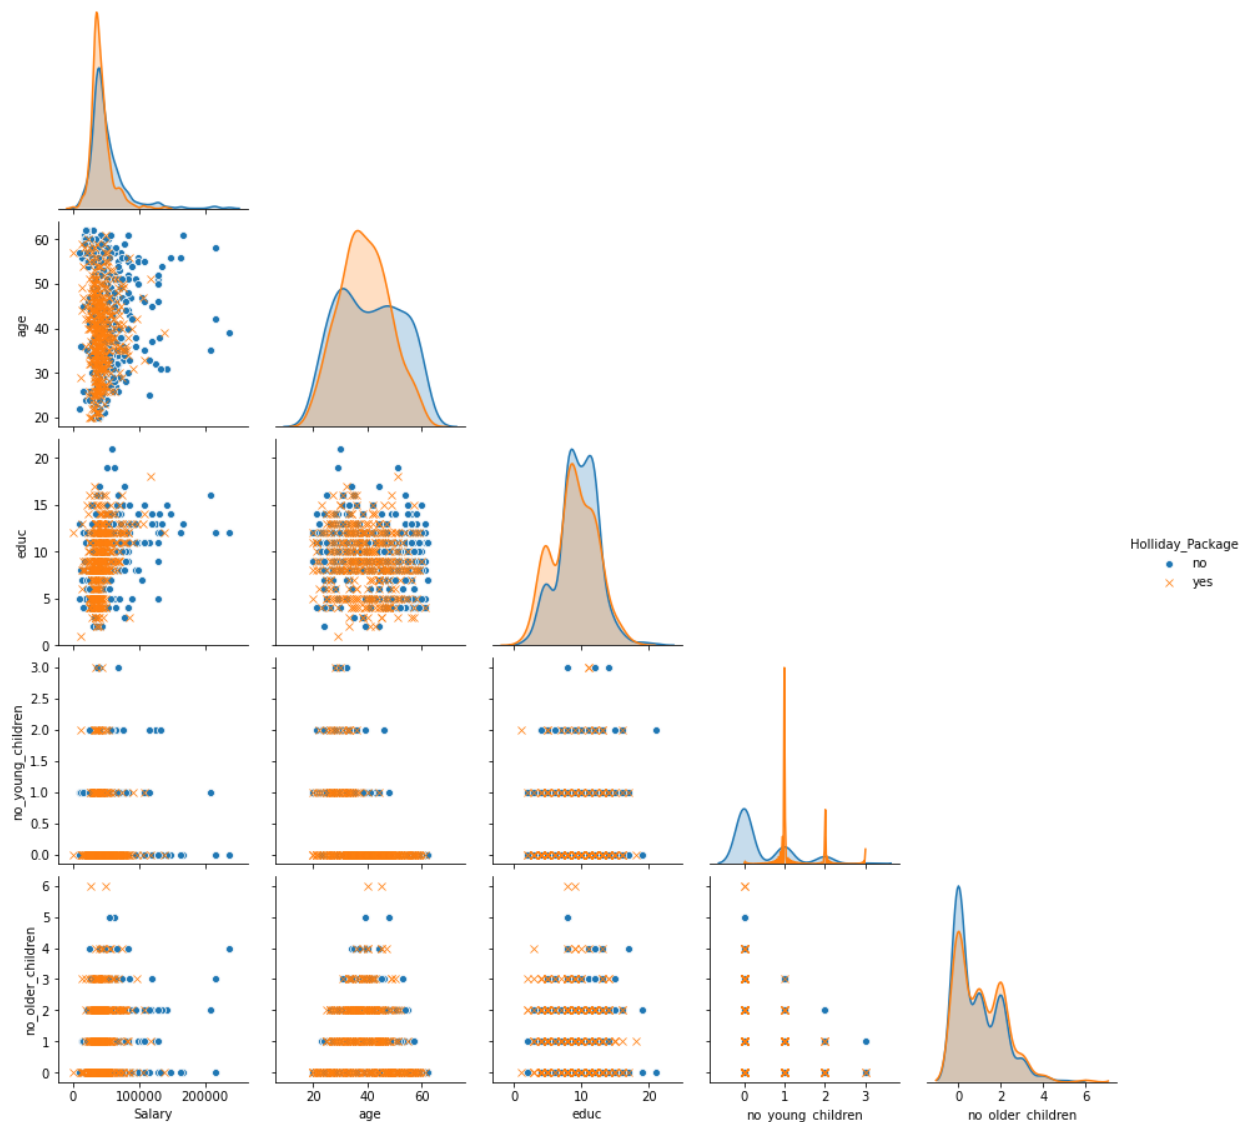 60
50
40
30
20
age
20
15
10
5
0
educ
Holliday_Package
no
yes
3.0
2.5
2.0
1.5
1.0
0.5
0.0
no_young_children
6
5
4
3
2
1
0
no_older_children
0 100000 200000
20 40 60
0 10 20
0 1 2 3
0 2 4 6
Salary
age
educ
no_young_children
no_older_children